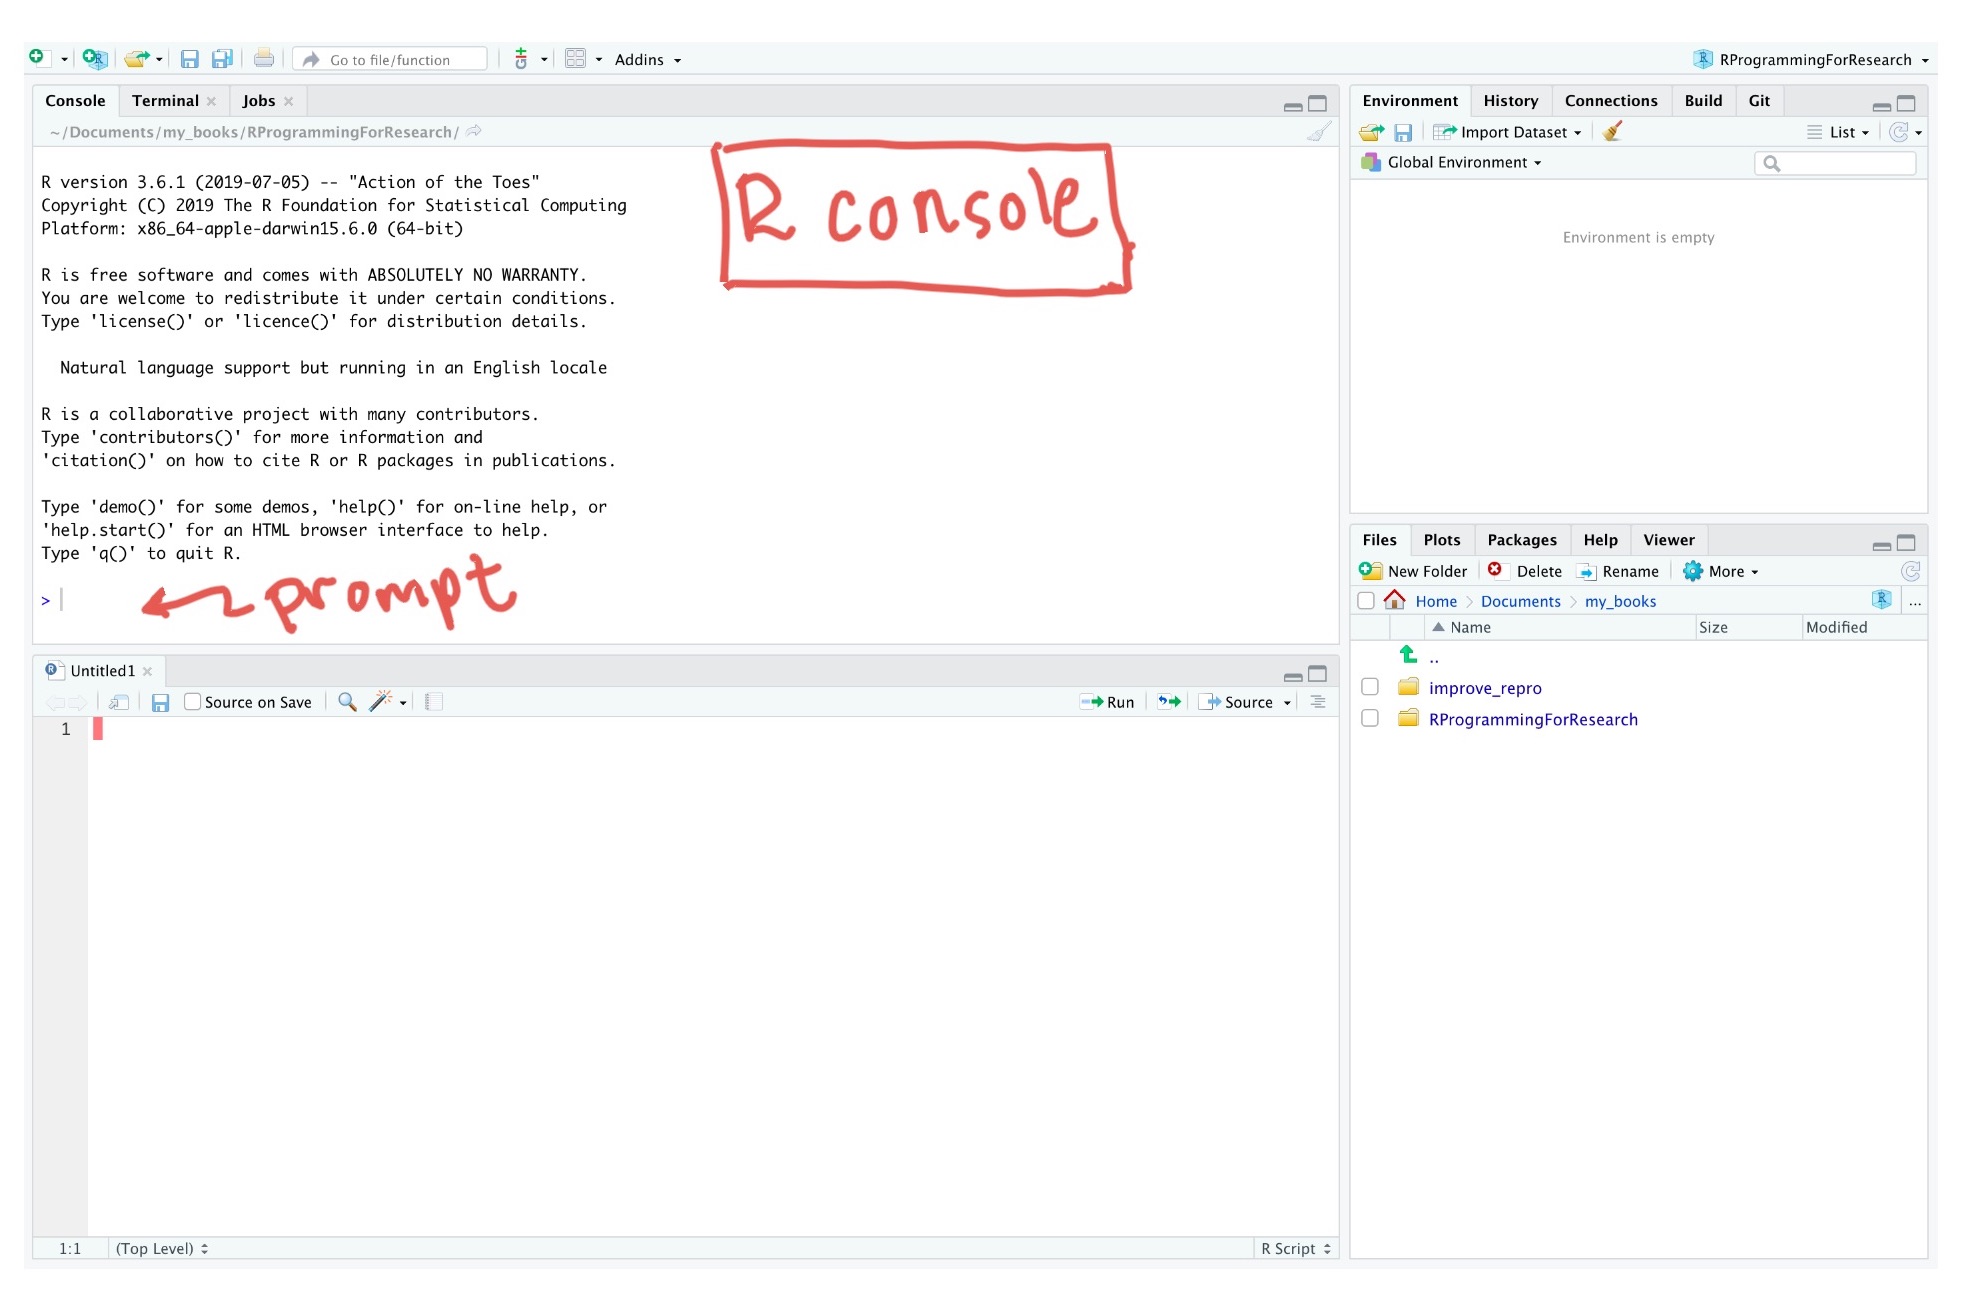 Go to file/function
Addins
RProgrammingForResearch
Console Terminal Jobs
~/Documents/my_books/RProgrammingForResearch/
R version 3.6.1 (2019-07-05) -- "Action of the Toes"
Copyright (C) 2019 The R Foundation for Statistical Computing
Platform: x86_64-apple-darwin15.6.0 (64-bit)
R is free software and comes with ABSOLUTELY NO WARRANTY.
You are welcome to redistribute it under certain conditions.
Type 'license()' or 'licence()' for distribution details.
Natural language support but running in an English locale
R is a collaborative project with many contributors.
Type 'contributors()' for more information and
'citation()' on how to cite R or R packages in publications.
Type 'demo()' for some demos, 'help()' for on-line help, or
'help.start()' for an HTML browser interface to help.
Type 'q()' to quit R.
>
R console
prompt
Untitled1
Source on Save
Run
Source
1
1:1 (Top Level)
R Script
Environment History Connections Build Git
Import Dataset
List
Global Environment
Environment is empty
Files Plots Packages Help Viewer
New Folder Delete Rename More
Home > Documents > my_books
...
Name Size Modified
..
improve_repro
RProgrammingForResearch